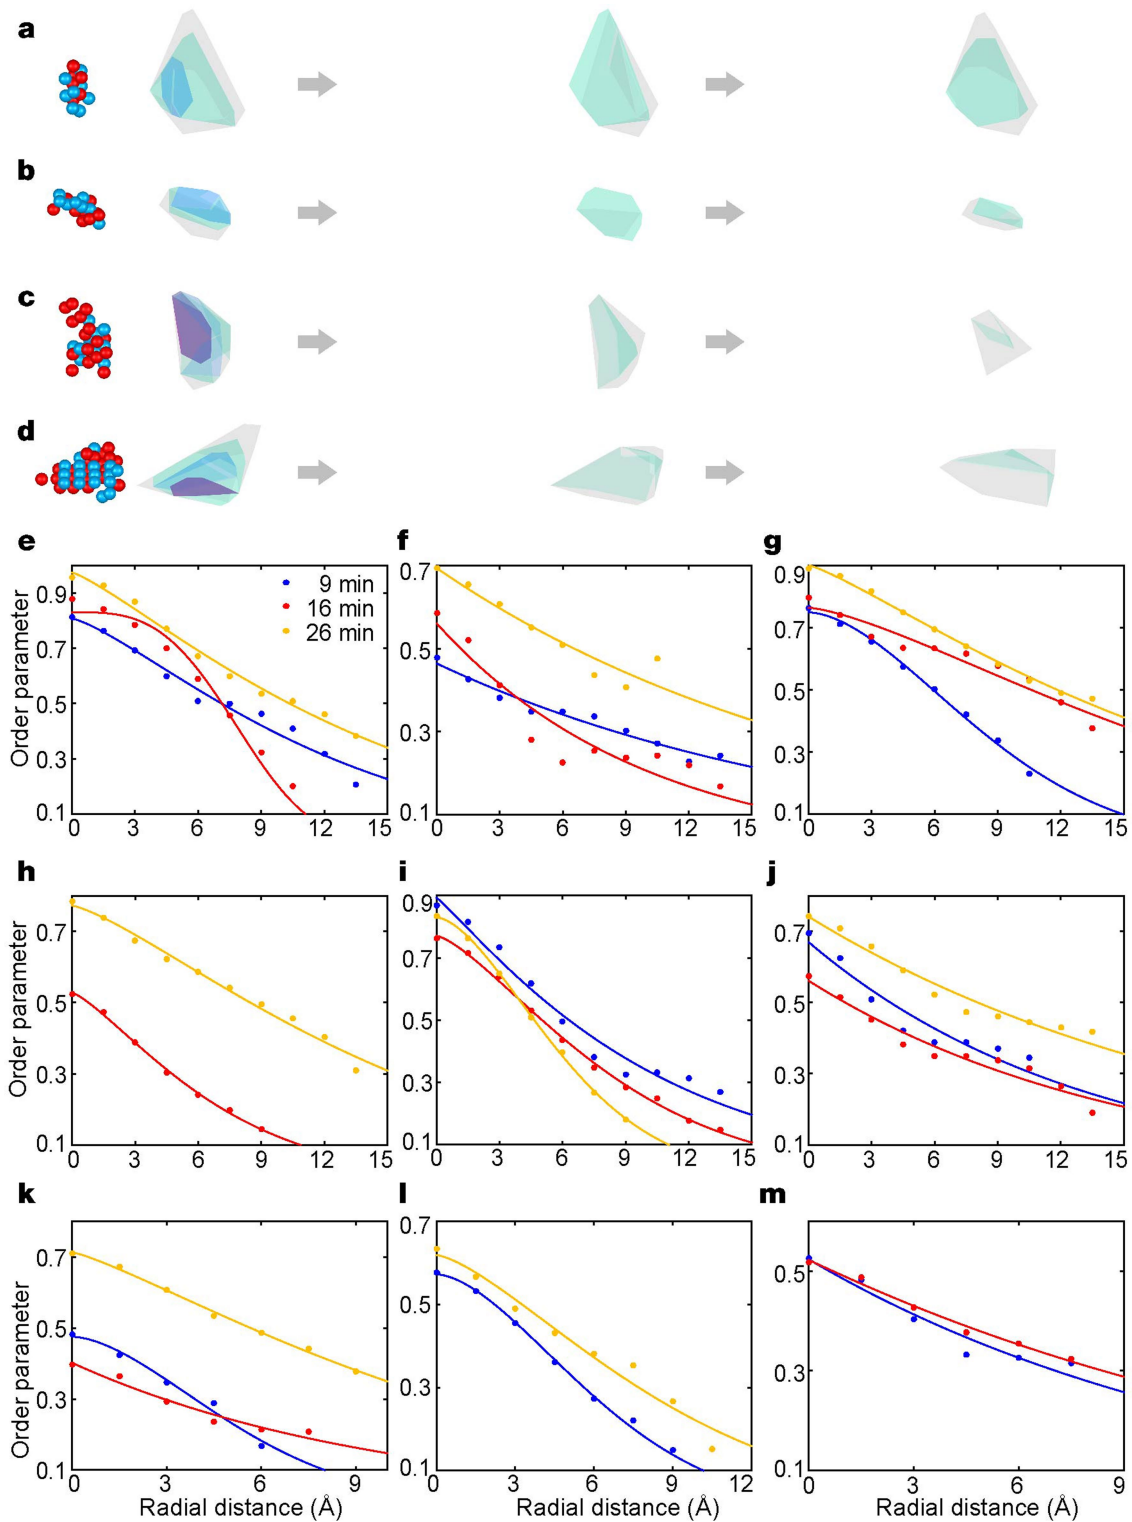 a
b
c
d
e
f
g
9 min
16 min
26 min
Order parameter
0.9
0.7
0.5
0.3
0.1
0 3 6 9 12 15
0.7
0.5
0.3
0.1
0 3 6 9 12 15
0.9
0.7
0.5
0.3
0.1
0 3 6 9 12 15
h
i
j
Order parameter
0.7
0.5
0.3
0.1
0 3 6 9 12 15
0.9
0.7
0.5
0.3
0.1
0 3 6 9 12 15
0.7
0.5
0.3
0.1
0 3 6 9 12 15
k
l
m
Order parameter
0.7
0.5
0.3
0.1
0 3 6 9
Radial distance (Å)
0.7
0.5
0.3
0.1
0 3 6 9 12
Radial distance (Å)
0.5
0.3
0.1
0 3 6 9
Radial distance (Å)